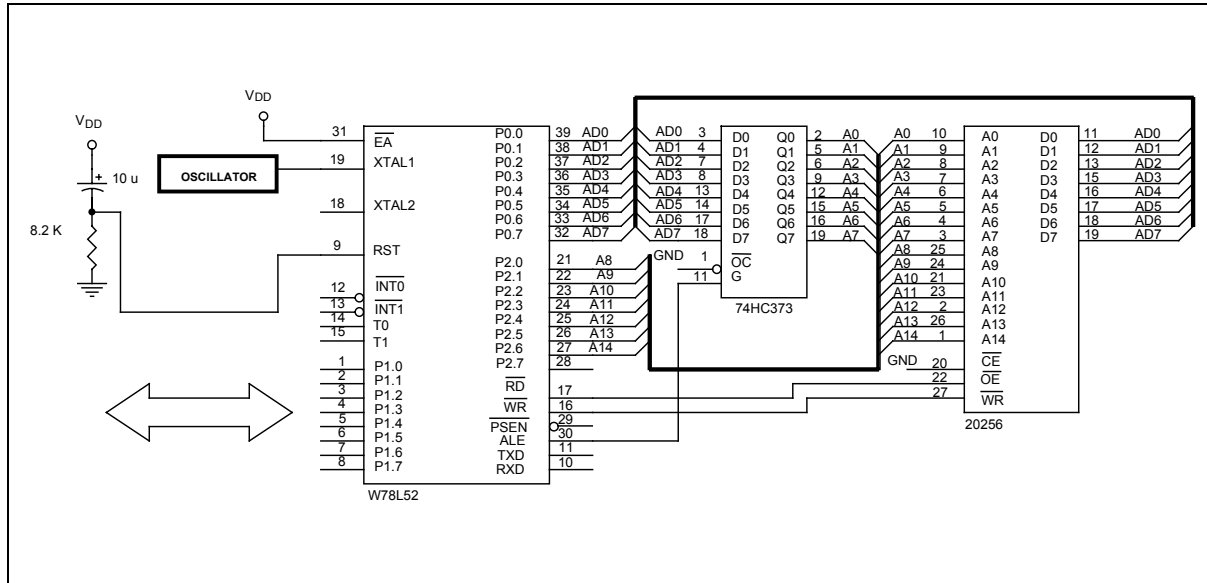 VDD
VDD
10 u
+
8.2 K
OSCILLATOR
31 EA
19 XTAL1
18 XTAL2
9 RST
12 INT0
13 INT1
14 T0
15 T1
1 P1.0
2 P1.1
3 P1.2
4 P1.3
5 P1.4
6 P1.5
7 P1.6
8 P1.7
P0.0 39 AD0
P0.1 38 AD1
P0.2 37 AD2
P0.3 36 AD3
P0.4 35 AD4
P0.5 34 AD5
P0.6 33 AD6
P0.7 32 AD7
P2.0 21 A8
P2.1 22 A9
P2.2 23 A10
P2.3 24 A11
P2.4 25 A12
P2.5 26 A13
P2.6 27 A14
P2.7 28
RD 17
WR 16
PSEN 29
ALE 30
TXD 11
RXD 10
W78L52
AD0 3 D0 Q0 2 A0
AD1 4 D1 Q1 5 A1
AD2 7 D2 Q2 6 A2
AD3 8 D3 Q3 9 A3
AD4 13 D4 Q4 12 A4
AD5 14 D5 Q5 15 A5
AD6 17 D6 Q6 16 A6
AD7 18 D7 Q7 19 A7
GND 1 OC
11 G
74HC373
A0 10 A0 D0 11 AD0
A1 9 A1 D1 12 AD1
A2 8 A2 D2 13 AD2
A3 7 A3 D3 15 AD3
A4 6 A4 D4 16 AD4
A5 5 A5 D5 17 AD5
A6 4 A6 D6 18 AD6
A7 3 A7 D7 19 AD7
A8 25 A8
A9 24 A9
A10 21 A10
A11 23 A11
A12 2 A12
A13 26 A13
A14 1 A14
GND 20 CE
22 OE
27 WR
20256